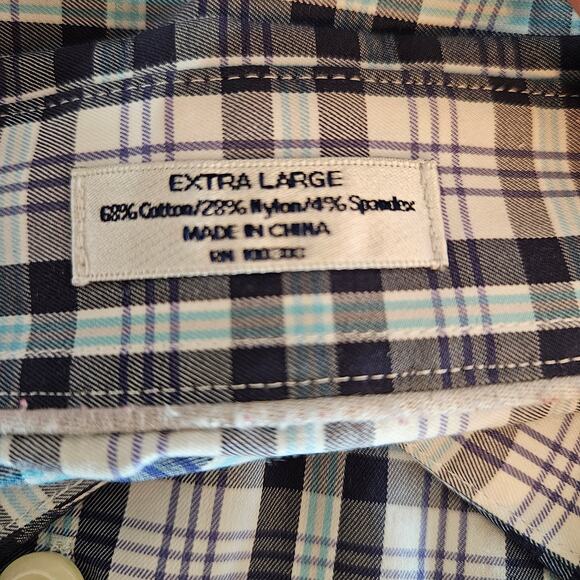 EXTRA LARGE
68% Cotton/28% Nylon/4% Spandex
MADE IN CHINA
RN